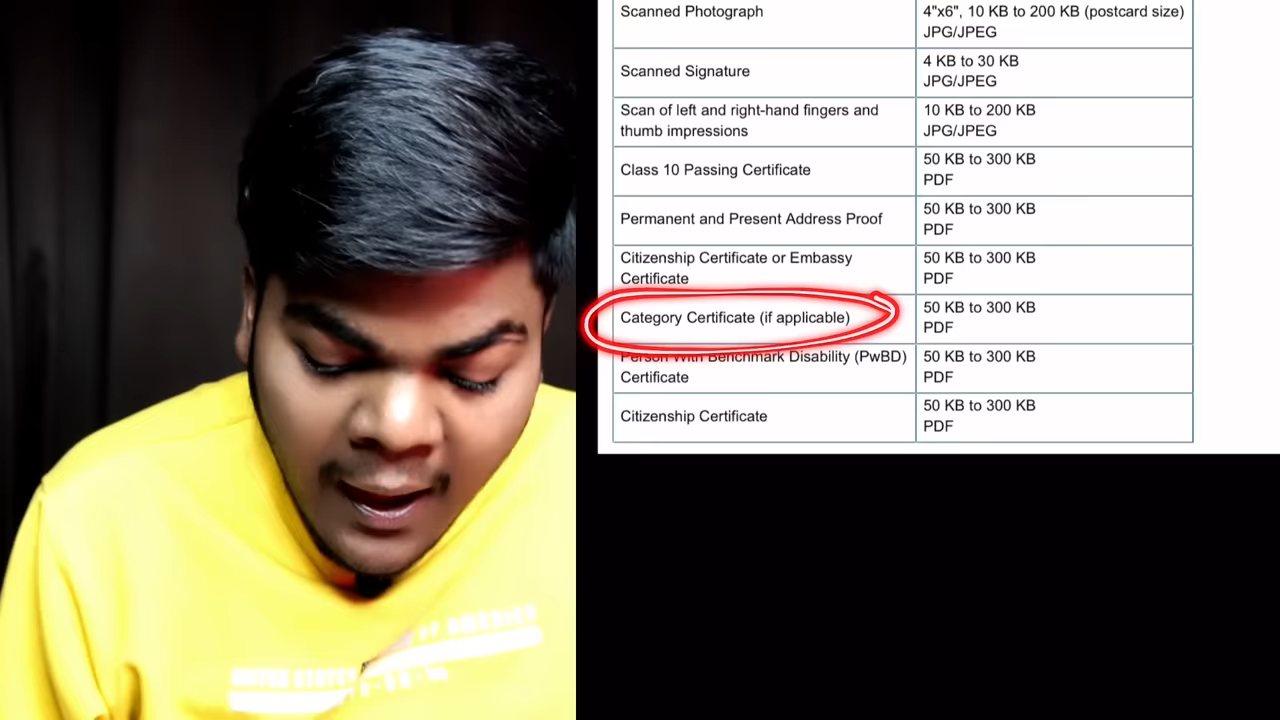 Scanned Photograph
4"x6", 10 KB to 200 KB (postcard size)
JPG/JPEG
Scanned Signature
4 KB to 30 KB
JPG/JPEG
Scan of left and right-hand fingers and
thumb impressions
10 KB to 200 KB
JPG/JPEG
Class 10 Passing Certificate
50 KB to 300 KB
PDF
Permanent and Present Address Proof
50 KB to 300 KB
PDF
Citizenship Certificate or Embassy
Certificate
50 KB to 300 KB
PDF
Category Certificate (if applicable)
50 KB to 300 KB
PDF
Person With Benchmark Disability (PwBD)
Certificate
50 KB to 300 KB
PDF
Citizenship Certificate
50 KB to 300 KB
PDF
OF AMERICA
UNITED STATES